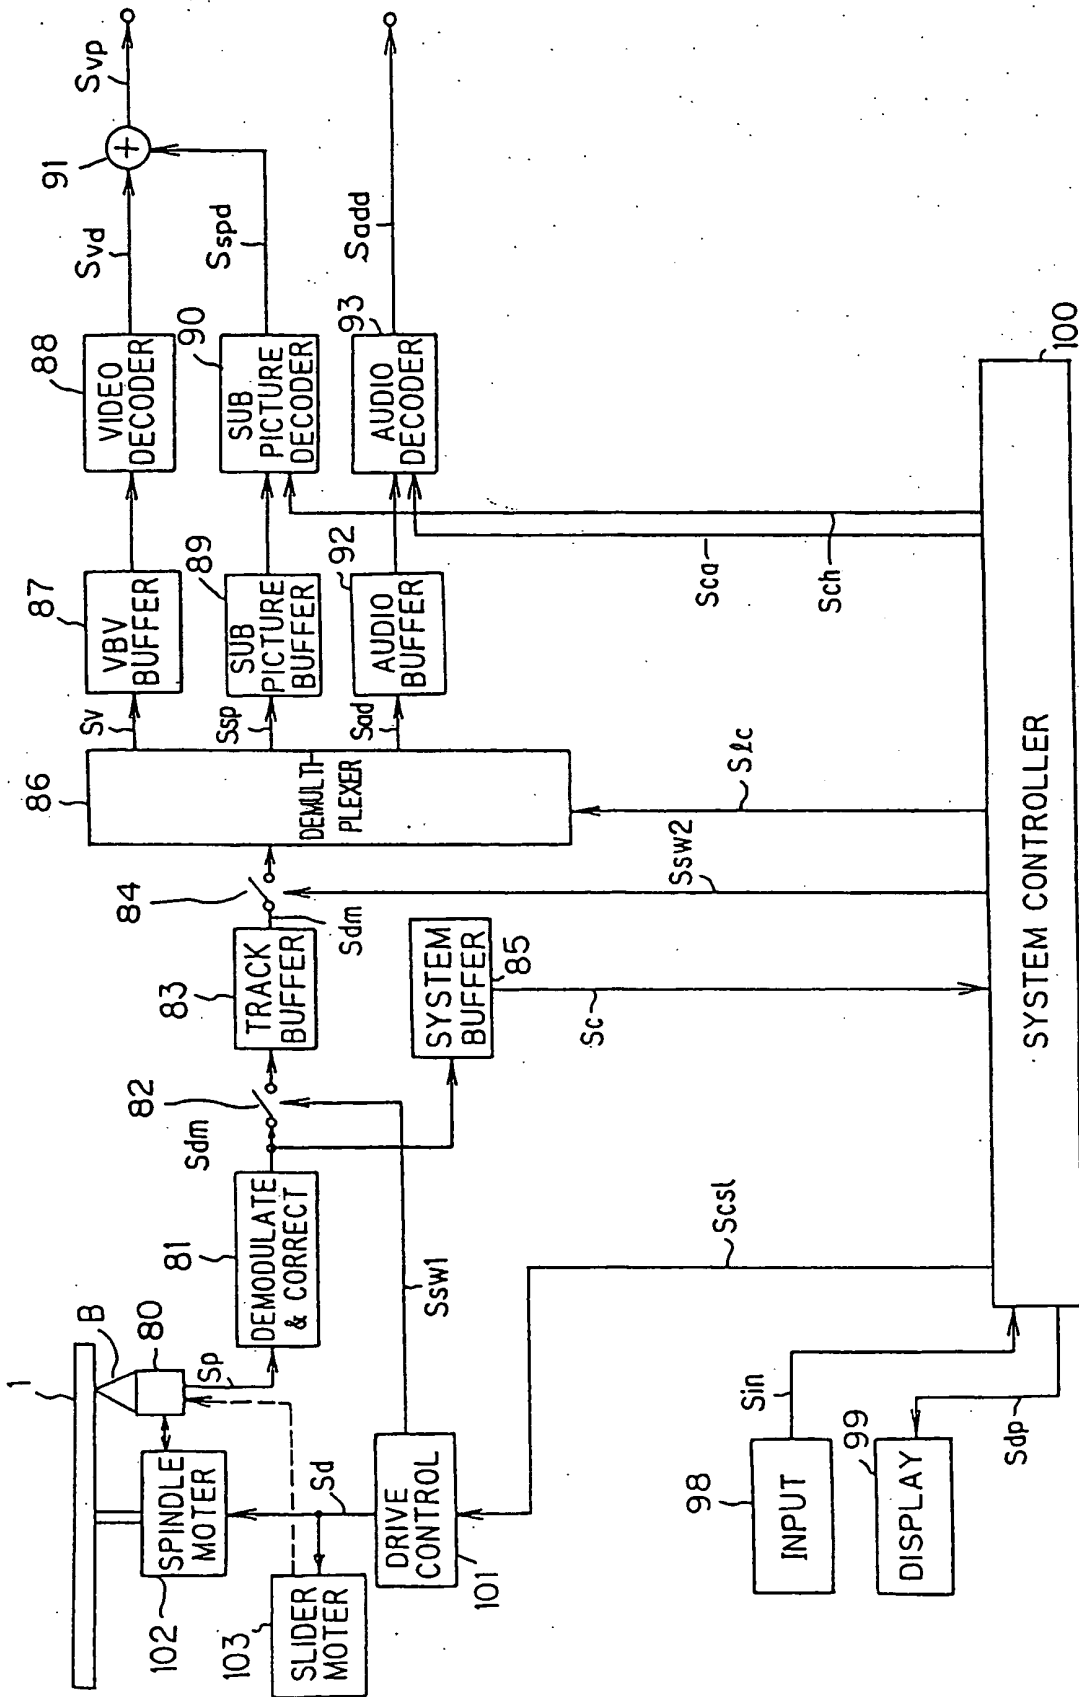 1
B
80
SPINDLE
MOTER
102
SLIDER
MOTER
103
Sp
Sd
DRIVE
CONTROL
101
DEMODULATE
& CORRECT
81
Sdm
82
Ssw1
TRACK
BUFFER
83
Sdm
84
SYSTEM
BUFFER
85
Sc
Ssw2
Slc
DEMULTI
PLEXER
86
Sv
Ssp
Sad
VBV
BUFFER
87
SUB
PICTURE
BUFFER
89
AUDIO
BUFFER
92
VIDEO
DECODER
88
SUB
PICTURE
DECODER
90
AUDIO
DECODER
93
Svd
Sspd
Sadd
91
+
Svp
Sca
Sch
Scsl
INPUT
98
Sin
DISPLAY
99
Sdp
SYSTEM CONTROLLER
100